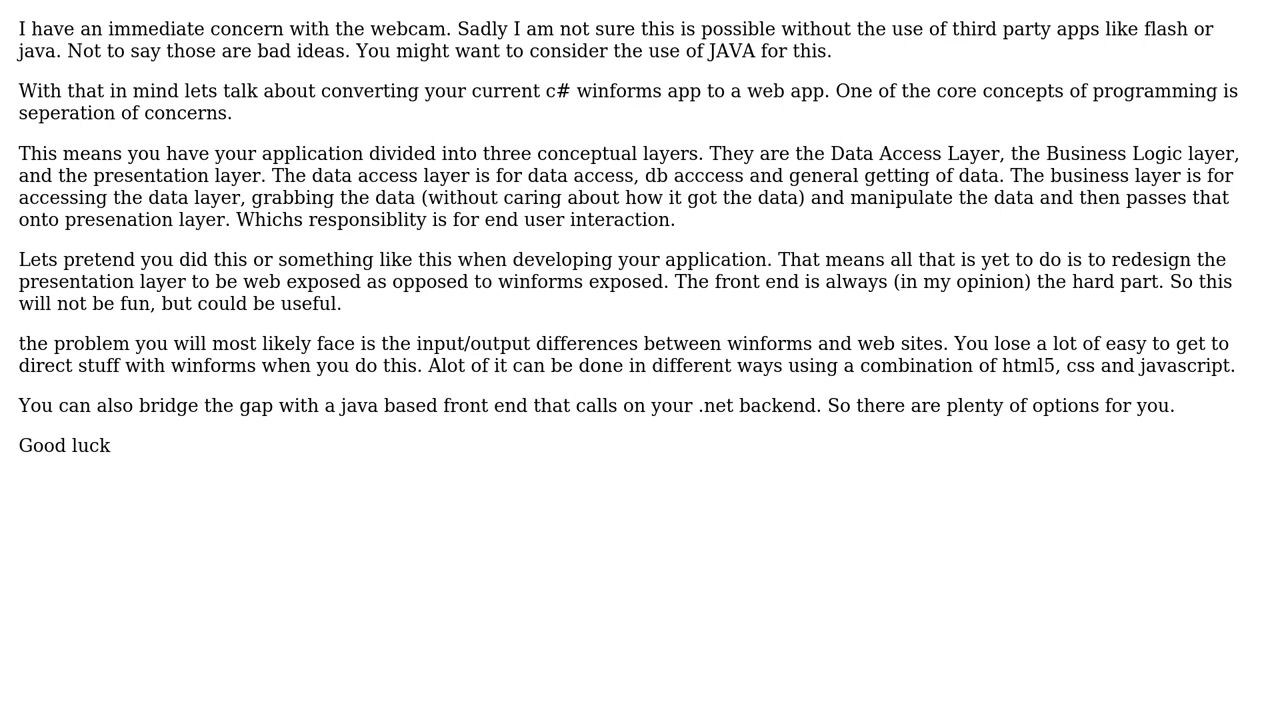 I have an immediate concern with the webcam. Sadly I am not sure this is possible without the use of third party apps like flash or
java. Not to say those are bad ideas. You might want to consider the use of JAVA for this.
With that in mind lets talk about converting your current c# winforms app to a web app. One of the core concepts of programming is
seperation of concerns.
This means you have your application divided into three conceptual layers. They are the Data Access Layer, the Business Logic layer,
and the presentation layer. The data access layer is for data access, db acccess and general getting of data. The business layer is for
accessing the data layer, grabbing the data (without caring about how it got the data) and manipulate the data and then passes that
onto presenation layer. Whichs responsiblity is for end user interaction.
Lets pretend you did this or something like this when developing your application. That means all that is yet to do is to redesign the
presentation layer to be web exposed as opposed to winforms exposed. The front end is always (in my opinion) the hard part. So this
will not be fun, but could be useful.
the problem you will most likely face is the input/output differences between winforms and web sites. You lose a lot of easy to get to
direct stuff with winforms when you do this. Alot of it can be done in different ways using a combination of html5, css and javascript.
You can also bridge the gap with a java based front end that calls on your .net backend. So there are plenty of options for you.
Good luck